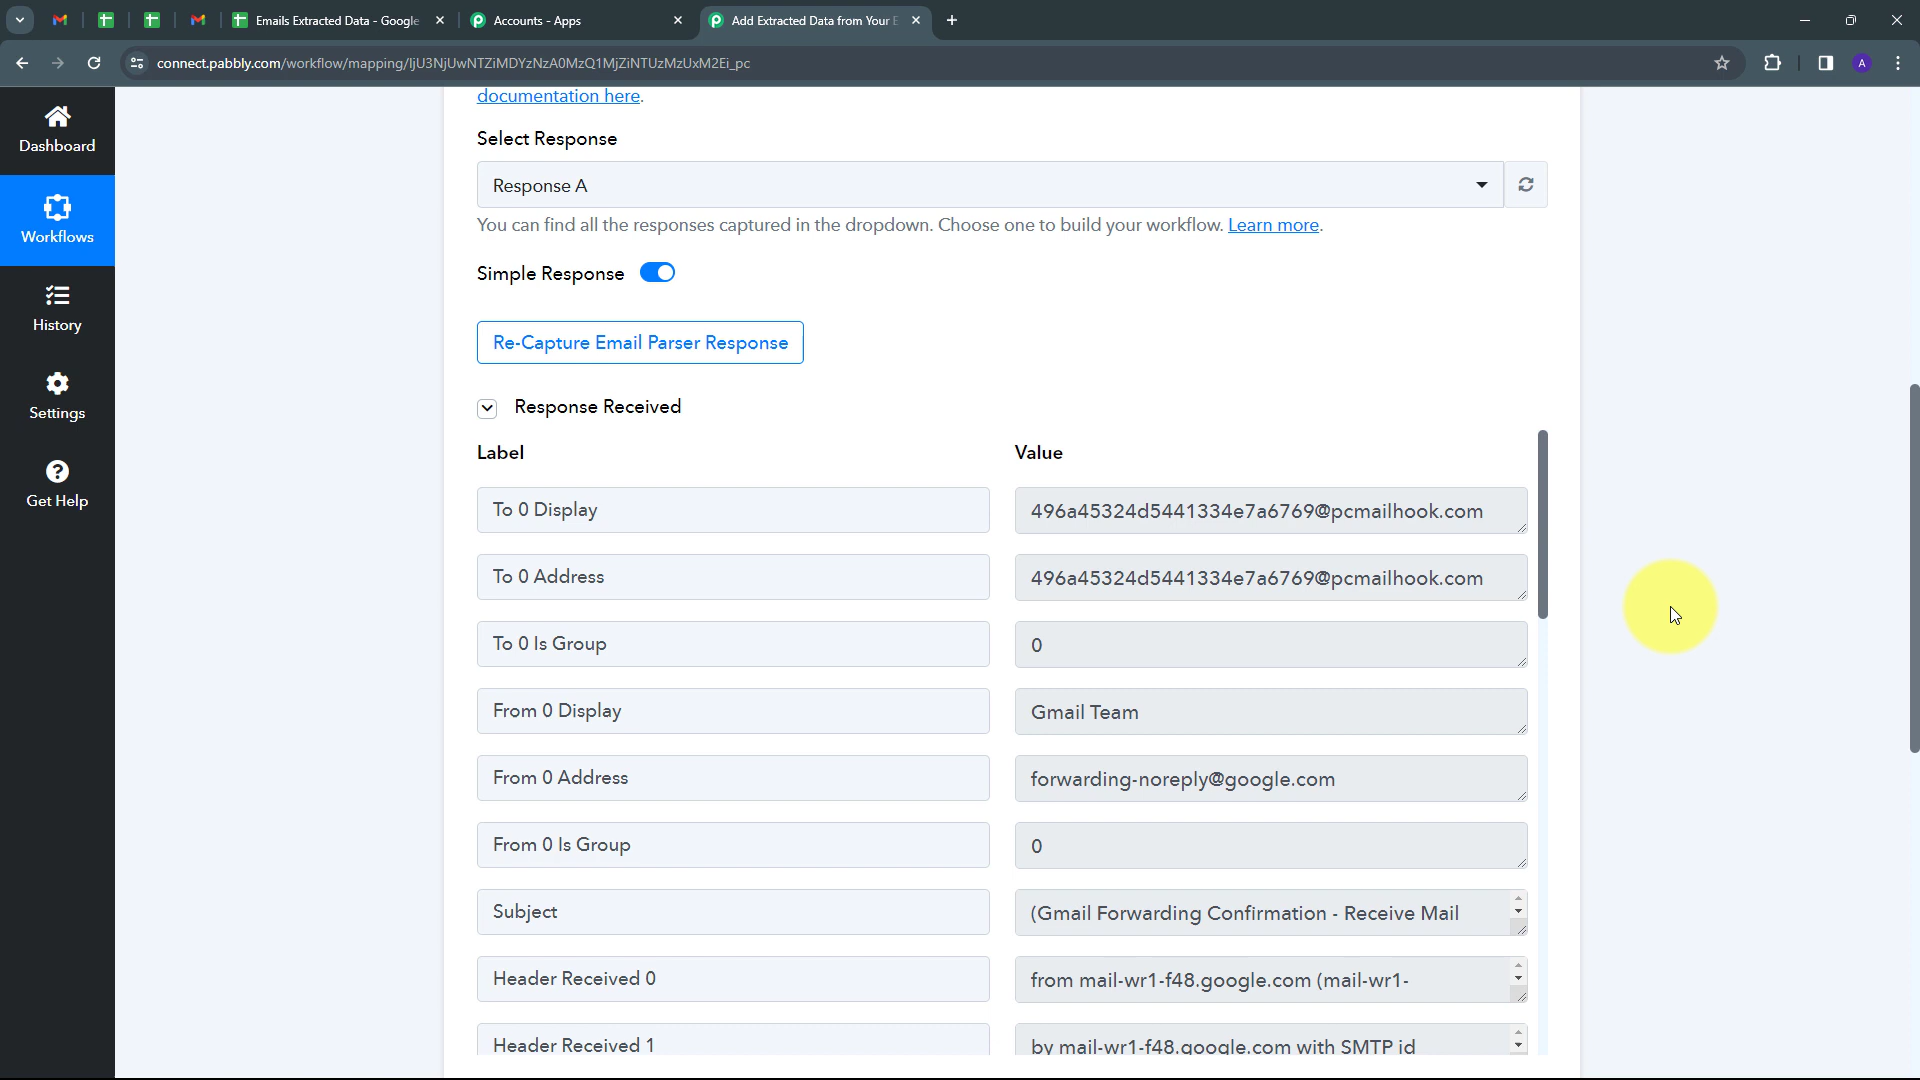 Emails Extracted Data - Google
Accounts - Apps
Add Extracted Data from Your E
connect.pabbly.com/workflow/mapping/IjU3NjUwNTZiMDYzNzA0MzQ1MjZiNTUzMzUxM2Ei_pc
A
Dashboard
Workflows
History
Settings
Get Help
documentation here.
Select Response
Response A
You can find all the responses captured in the dropdown. Choose one to build your workflow. Learn more.
Simple Response
Re-Capture Email Parser Response
Response Received
Label
Value
To 0 Display
496a45324d5441334e7a6769@pcmailhook.com
To 0 Address
496a45324d5441334e7a6769@pcmailhook.com
To 0 Is Group
0
From 0 Display
Gmail Team
From 0 Address
forwarding-noreply@google.com
From 0 Is Group
0
Subject
(Gmail Forwarding Confirmation - Receive Mail
Header Received 0
from mail-wr1-f48.google.com (mail-wr1-
Header Received 1
by mail-wr1-f48.google.com with SMTP id